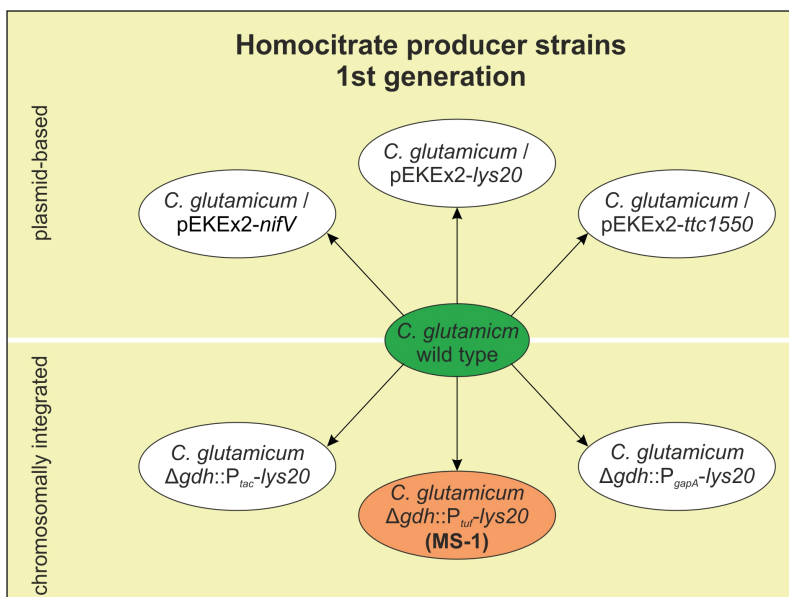 Homocitrate producer strains
1st generation
plasmid-based
C. glutamicum /
pEKEx2-lys20
C. glutamicum /
pEKEx2-nifV
C. glutamicum /
pEKEx2-ttc1550
C. glutamicm
wild type
chromosomally integrated
C. glutamicum
Δgdh::Ptac-lys20
C. glutamicum
Δgdh::Ptuf-lys20
(MS-1)
C. glutamicum
Δgdh::PgapA-lys20